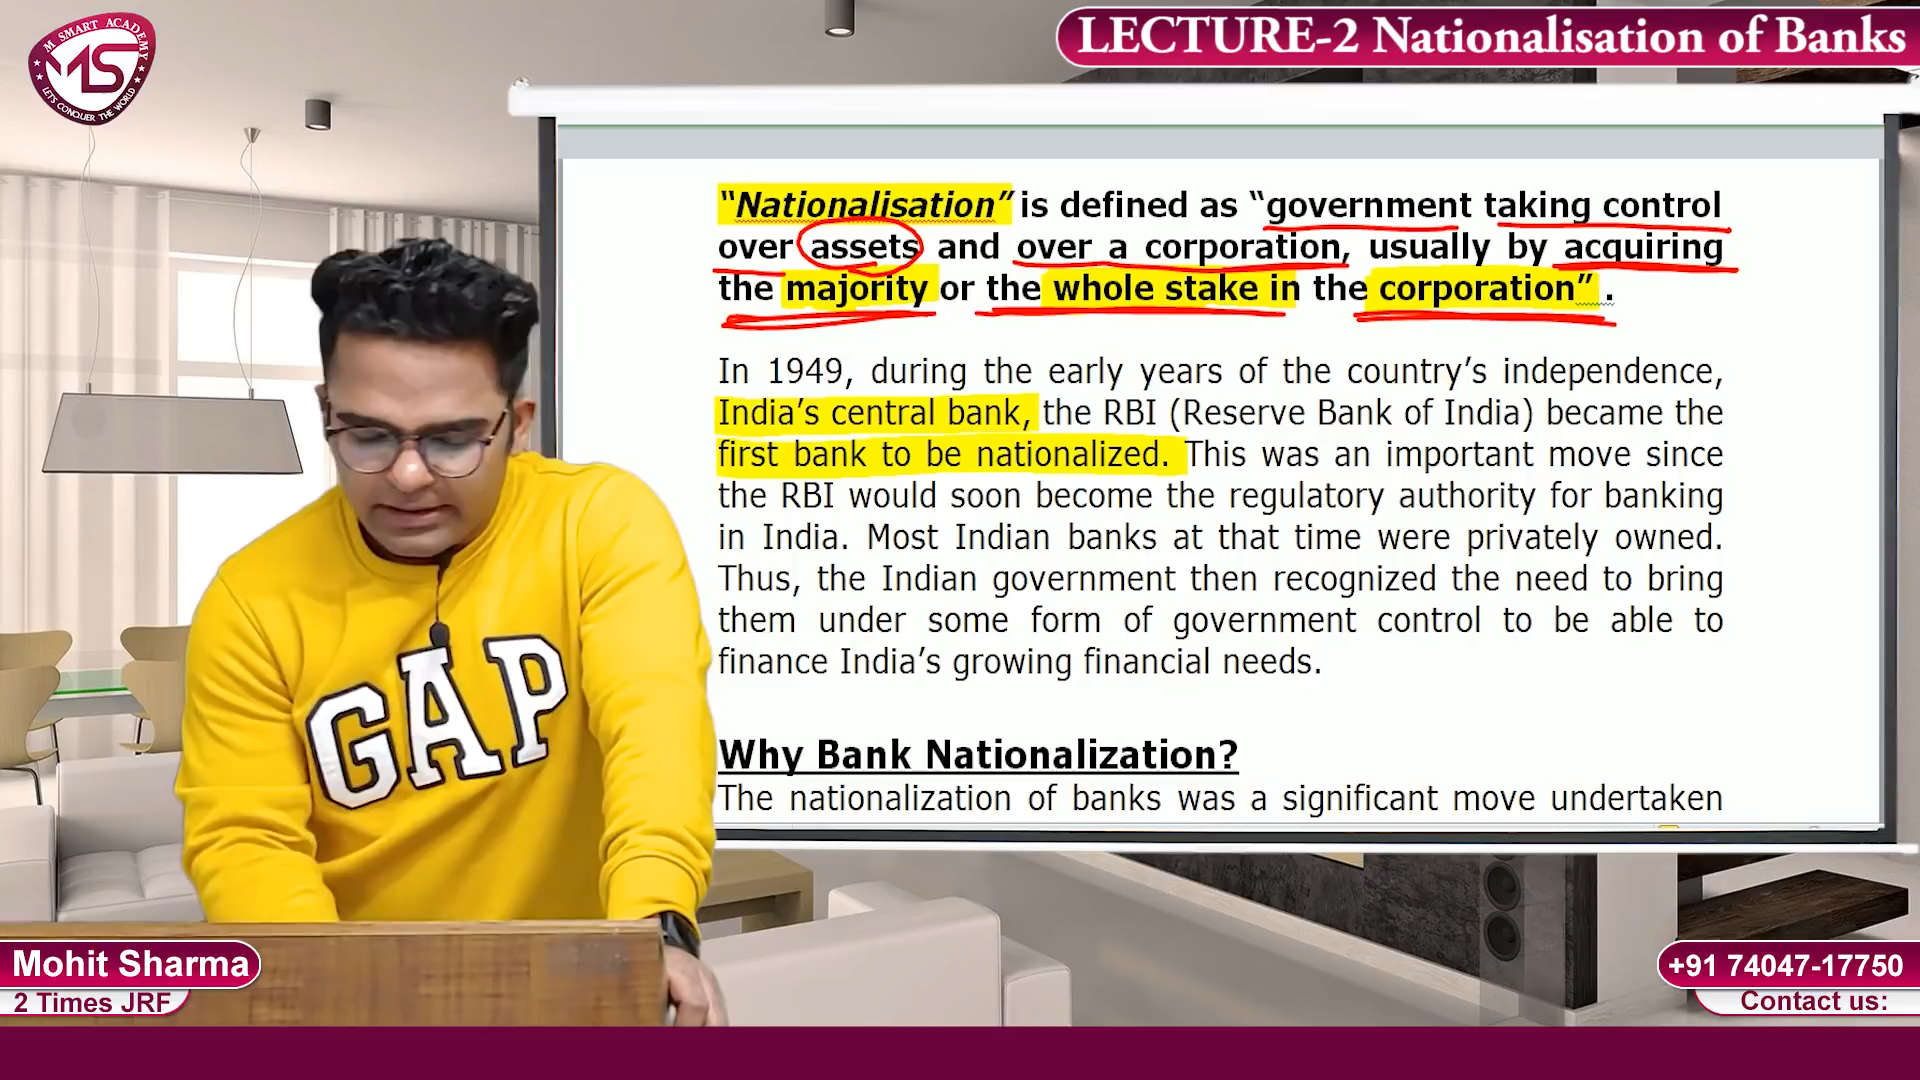 M SMART ACADEMY
MS
LET'S CONQUER THE WORLD
LECTURE-2 Nationalisation of Banks
“Nationalisation” is defined as “government taking control
over assets and over a corporation, usually by acquiring
the majority or the whole stake in the corporation” .
In 1949, during the early years of the country’s independence,
India’s central bank, the RBI (Reserve Bank of India) became the
first bank to be nationalized. This was an important move since
the RBI would soon become the regulatory authority for banking
in India. Most Indian banks at that time were privately owned.
Thus, the Indian government then recognized the need to bring
them under some form of government control to be able to
finance India’s growing financial needs.
Why Bank Nationalization?
The nationalization of banks was a significant move undertaken
GAP
Mohit Sharma
2 Times JRF
+91 74047-17750
Contact us: